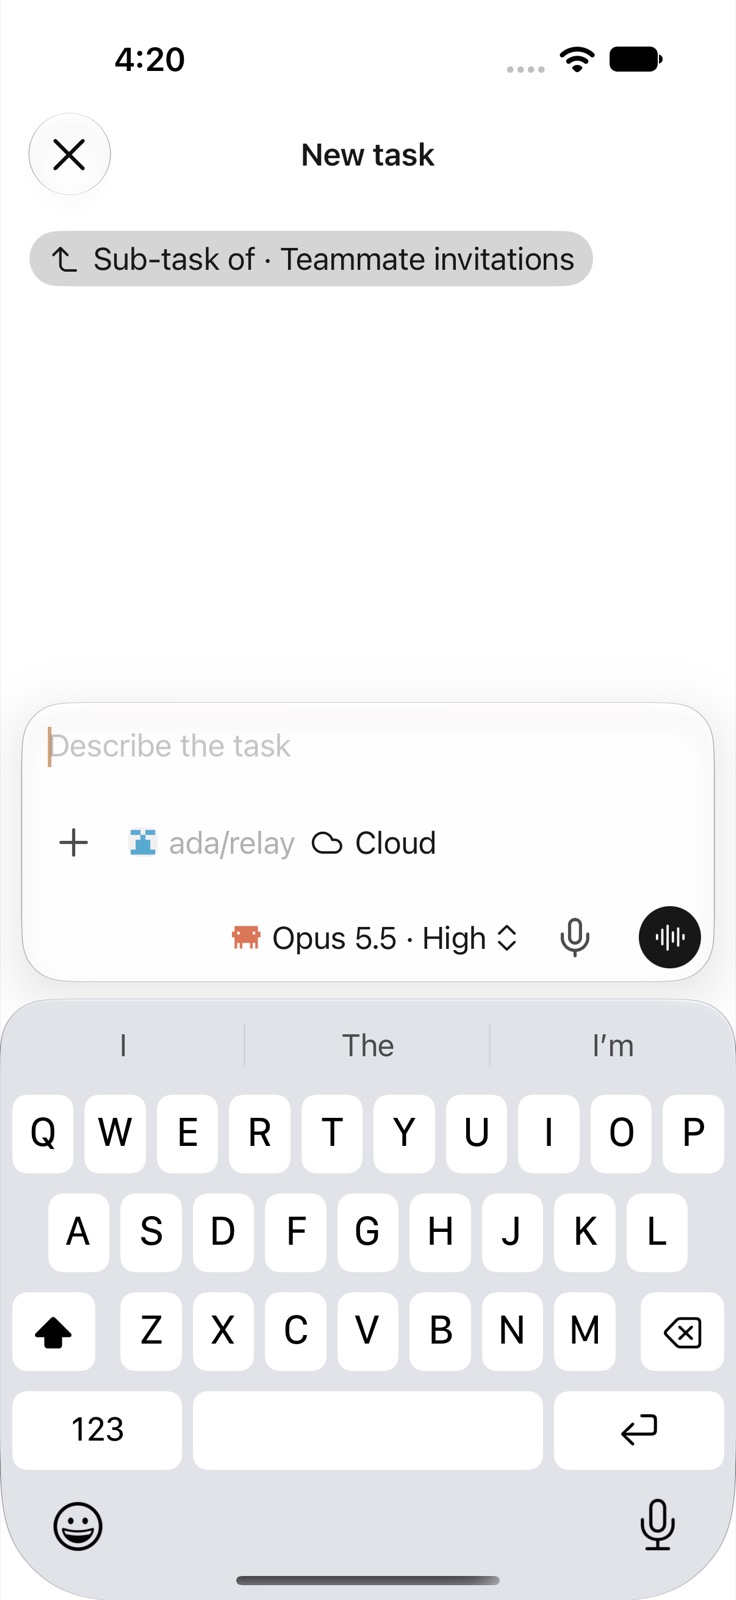 4:20
New task
Sub-task of · Teammate invitations
Describe the task
ada/relay Cloud
Opus 5.5 · High
I The I’m
Q W E R T Y U I O P
A S D F G H J K L
Z X C V B N M
123